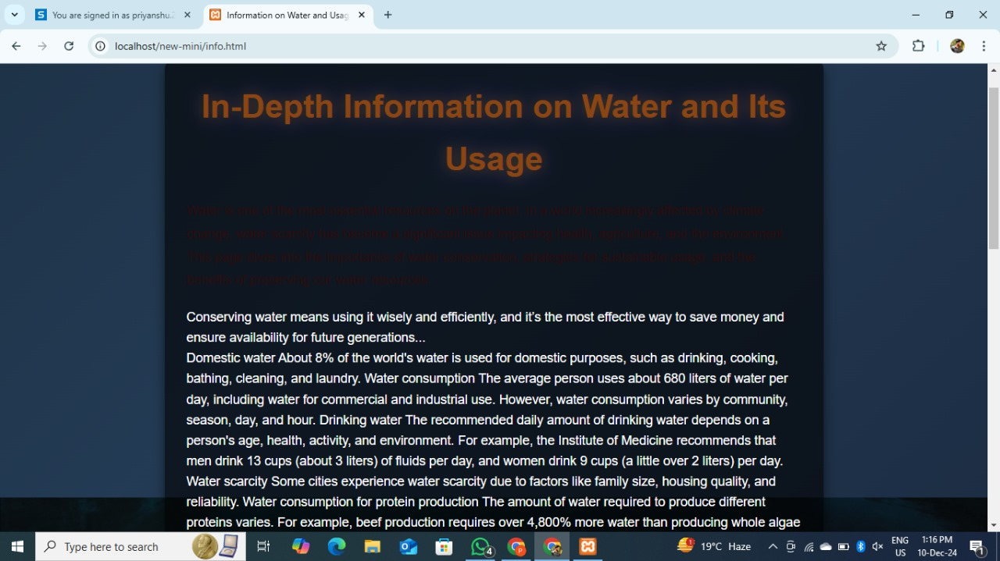 You are signed in as priyanshu.2
Information on Water and Usag
localhost/new-mini/info.html
In-Depth Information on Water and Its
Usage
Water is one of the most essential resources on the planet. In a world increasingly affected by climate
change, water scarcity has become a significant issue impacting health, agriculture, and the environment.
This page dives into the importance of water conservation, strategies for sustainable usage, and the
benefits of preserving our water resources.
Conserving water means using it wisely and efficiently, and it’s the most effective way to save money and
ensure availability for future generations...
Domestic water About 8% of the world's water is used for domestic purposes, such as drinking, cooking,
bathing, cleaning, and laundry. Water consumption The average person uses about 680 liters of water per
day, including water for commercial and industrial use. However, water consumption varies by community,
season, day, and hour. Drinking water The recommended daily amount of drinking water depends on a
person's age, health, activity, and environment. For example, the Institute of Medicine recommends that
men drink 13 cups (about 3 liters) of fluids per day, and women drink 9 cups (a little over 2 liters) per day.
Water scarcity Some cities experience water scarcity due to factors like family size, housing quality, and
reliability. Water consumption for protein production The amount of water required to produce different
proteins varies. For example, beef production requires over 4,800% more water than producing whole algae
Type here to search
4
1
19°C Haze
ENG
US
1:16 PM
10-Dec-24
1